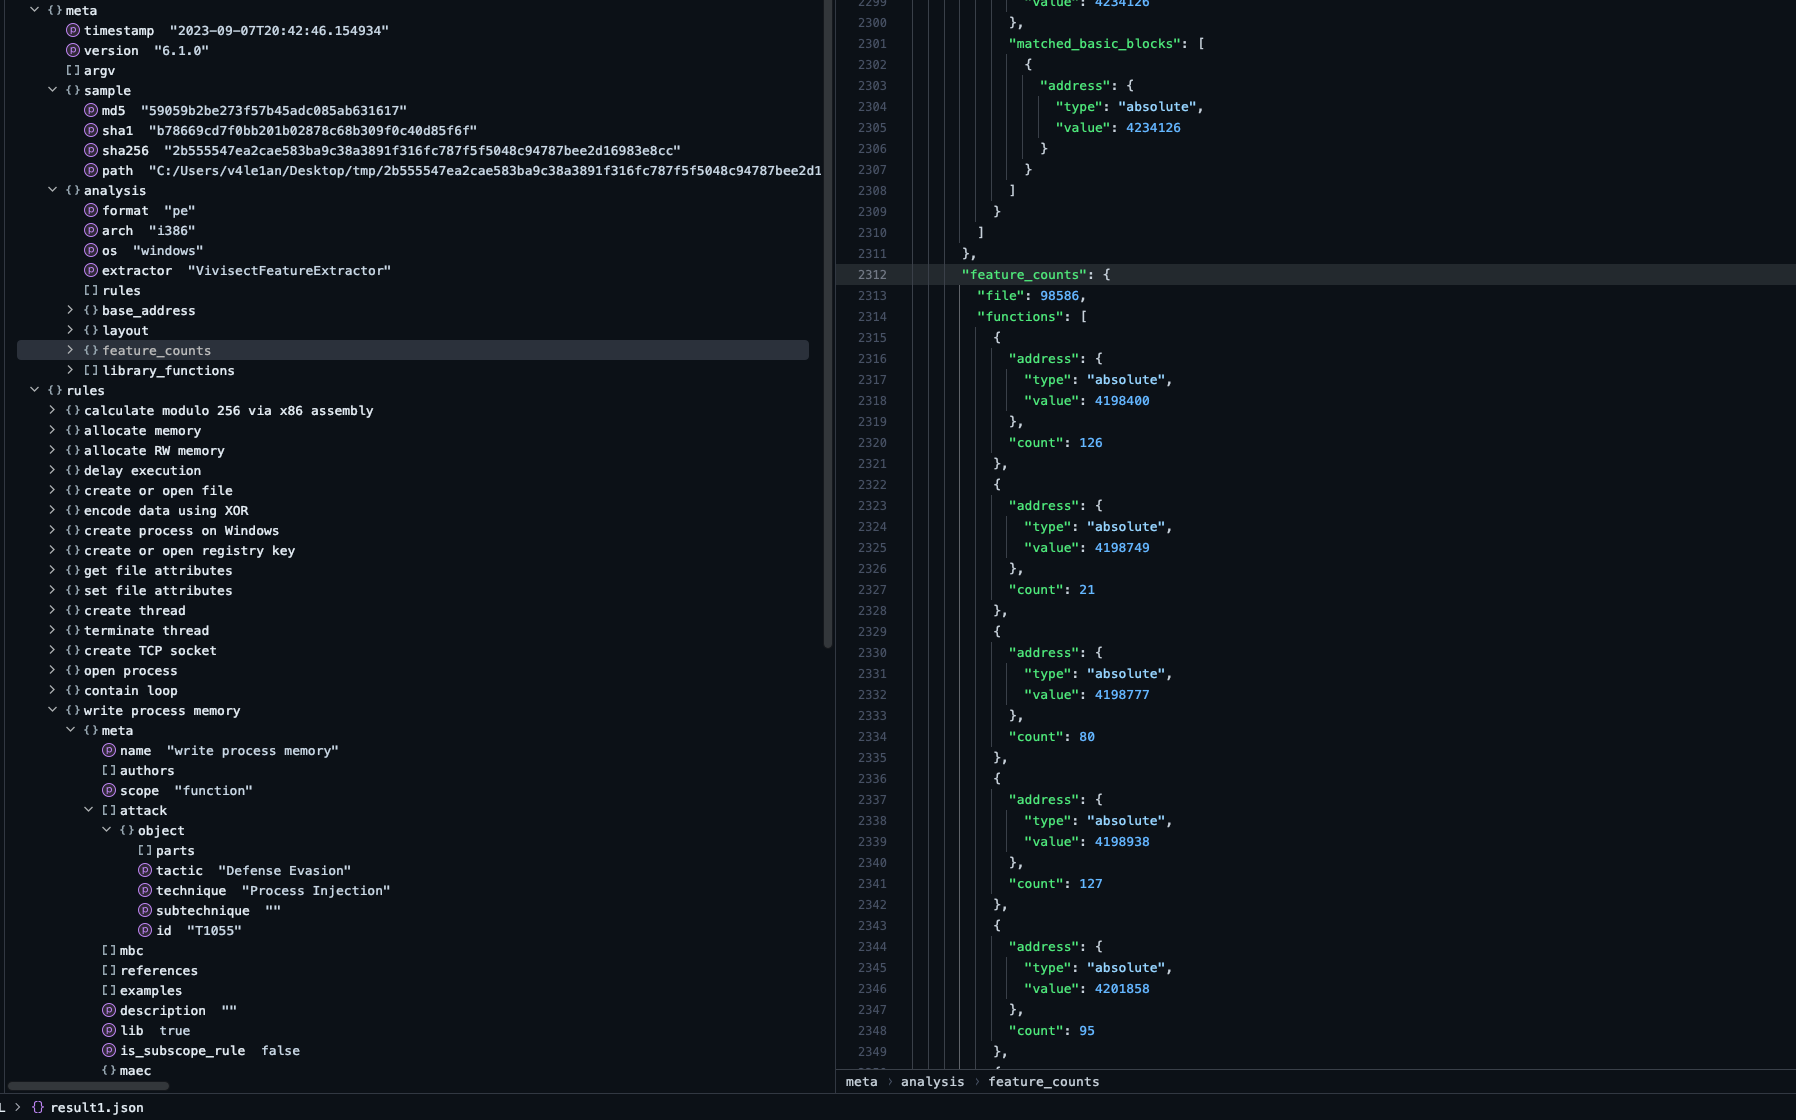 meta
timestamp "2023-09-07T20:42:46.154934"
version "6.1.0"
[] argv
{} sample
md5 "59059b2be273f57b45adc085ab631617"
sha1 "b78669cd7f0bb201b02878c68b309f0c40d85f6f"
sha256 "2b555547ea2cae583ba9c38a3891f316fc787f5f5048c94787bee2d16983e8cc"
path "C:/Users/v4le1an/Desktop/tmp/2b555547ea2cae583ba9c38a3891f316fc787f5f5048c94787bee2d1
{} analysis
format "pe"
arch "i386"
os "windows"
extractor "VivisectFeatureExtractor"
[] rules
{} base_address
{} layout
{} feature_counts
[] library_functions
{} rules
{} calculate modulo 256 via x86 assembly
{} allocate memory
{} allocate RW memory
{} delay execution
{} create or open file
{} encode data using XOR
{} create process on Windows
{} create or open registry key
{} get file attributes
{} set file attributes
{} create thread
{} terminate thread
{} create TCP socket
{} open process
{} contain loop
{} write process memory
{} meta
name "write process memory"
[] authors
scope "function"
[] attack
{} object
[] parts
tactic "Defense Evasion"
technique "Process Injection"
subtechnique ""
id "T1055"
[] mbc
[] references
[] examples
description ""
lib true
is_subscope_rule false
{} maec
2299 "value": 4234126
2300 },
2301 "matched_basic_blocks": [
2302 {
2303 "address": {
2304 "type": "absolute",
2305 "value": 4234126
2306 }
2307 }
2308 ]
2309 }
2310 ]
2311 },
2312 "feature_counts": {
2313 "file": 98586,
2314 "functions": [
2315 {
2316 "address": {
2317 "type": "absolute",
2318 "value": 4198400
2319 },
2320 "count": 126
2321 },
2322 {
2323 "address": {
2324 "type": "absolute",
2325 "value": 4198749
2326 },
2327 "count": 21
2328 },
2329 {
2330 "address": {
2331 "type": "absolute",
2332 "value": 4198777
2333 },
2334 "count": 80
2335 },
2336 {
2337 "address": {
2338 "type": "absolute",
2339 "value": 4198938
2340 },
2341 "count": 127
2342 },
2343 {
2344 "address": {
2345 "type": "absolute",
2346 "value": 4201858
2347 },
2348 "count": 95
2349 },
meta › analysis › feature_counts
L › {} result1.json